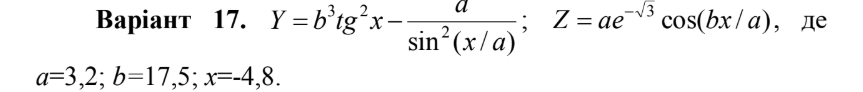 Варіант 17. Y = b³tg²x − a / sin²(x / a); Z = ae^(−√3) cos(bx / a), де
a=3,2; b=17,5; x=-4,8.